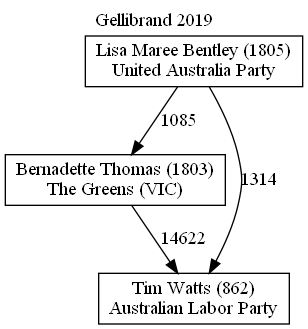 Gellibrand 2019
Lisa Maree Bentley (1805)
United Australia Party
1085
Bernadette Thomas (1803)
The Greens (VIC)
1314
14622
Tim Watts (862)
Australian Labor Party